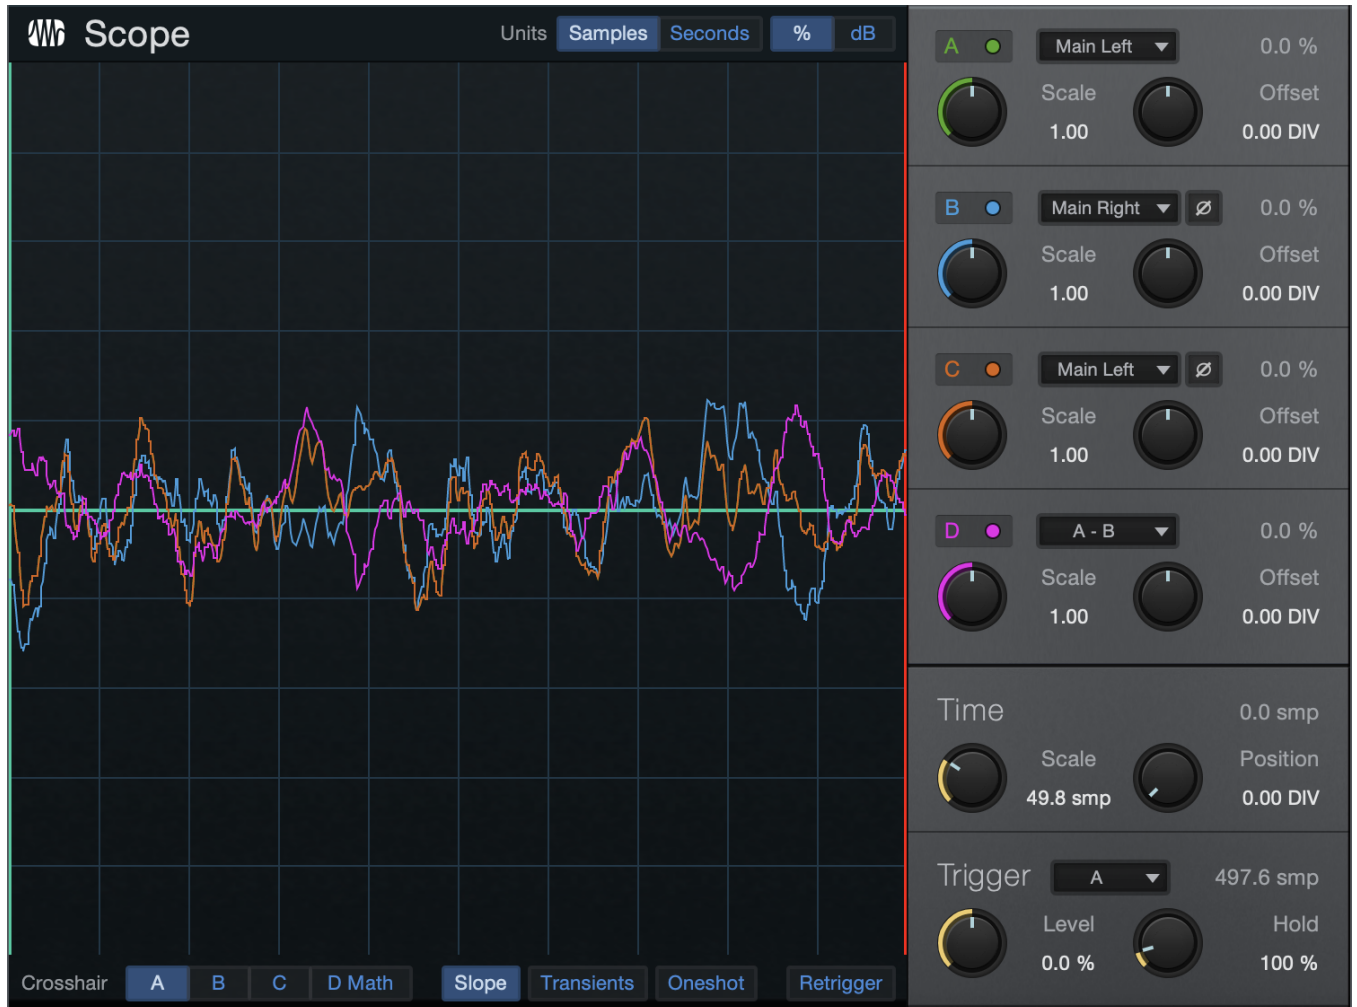 Scope
Units Samples Seconds % dB
A Main Left 0.0 %
Scale Offset
1.00 0.00 DIV
B Main Right Ø 0.0 %
Scale Offset
1.00 0.00 DIV
C Main Left Ø 0.0 %
Scale Offset
1.00 0.00 DIV
D A - B 0.0 %
Scale Offset
1.00 0.00 DIV
Time 0.0 smp
Scale Position
49.8 smp 0.00 DIV
Trigger A 497.6 smp
Level Hold
0.0 % 100 %
Crosshair A B C D Math Slope Transients Oneshot Retrigger